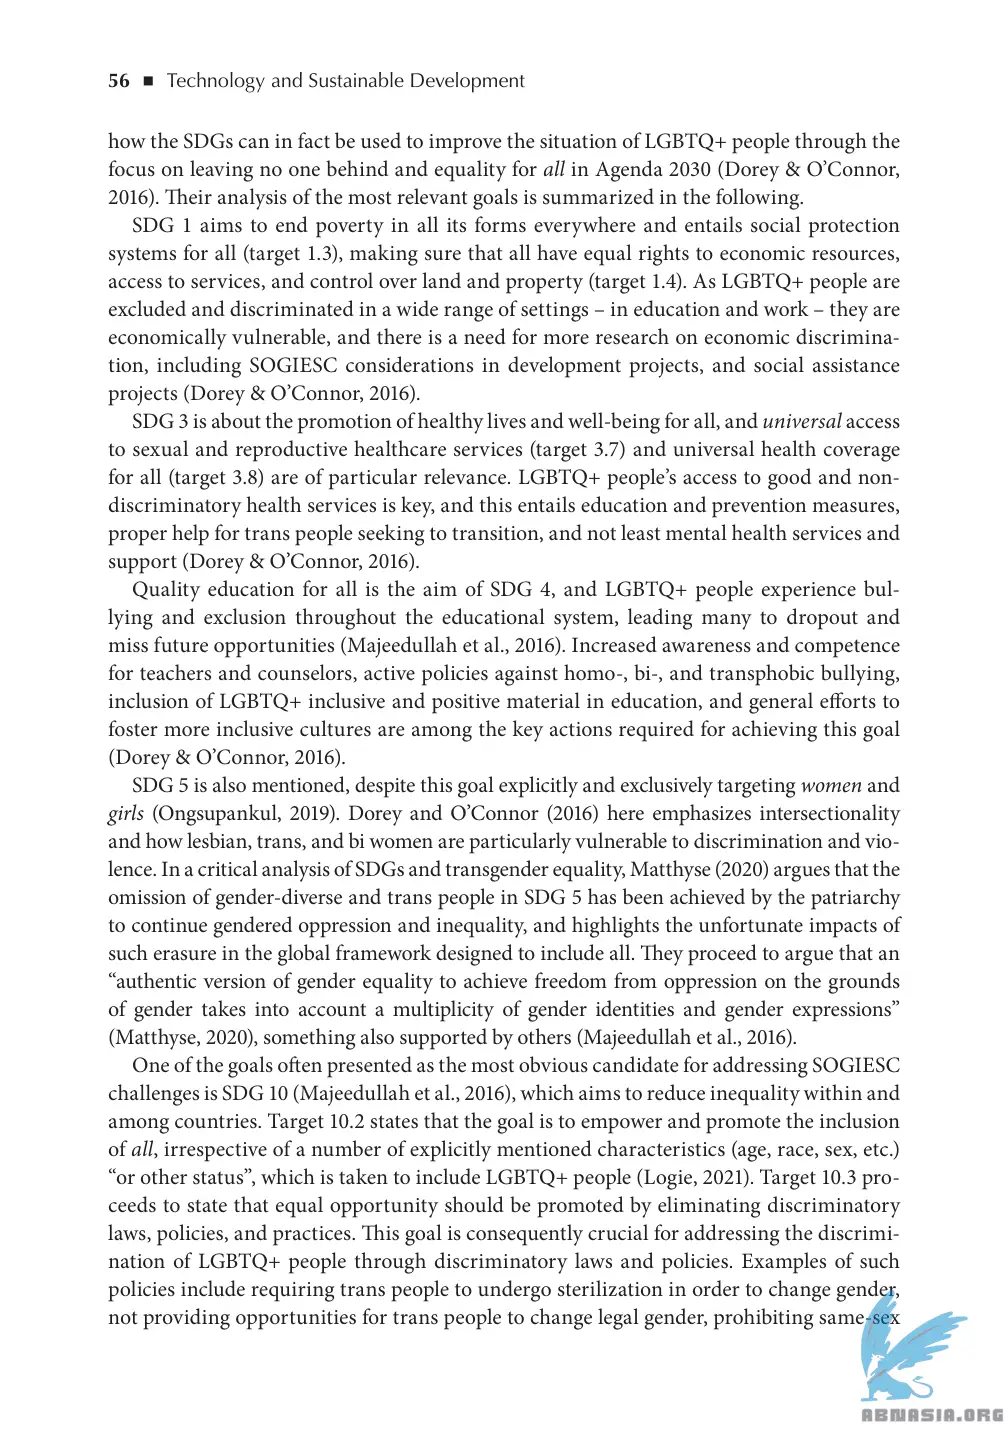 56 ■ Technology and Sustainable Development
how the SDGs can in fact be used to improve the situation of LGBTQ+ people through the
focus on leaving no one behind and equality for all in Agenda 2030 (Dorey & O’Connor,
2016). Their analysis of the most relevant goals is summarized in the following.
SDG 1 aims to end poverty in all its forms everywhere and entails social protection
systems for all (target 1.3), making sure that all have equal rights to economic resources,
access to services, and control over land and property (target 1.4). As LGBTQ+ people are
excluded and discriminated in a wide range of settings – in education and work – they are
economically vulnerable, and there is a need for more research on economic discrimina-
tion, including SOGIESC considerations in development projects, and social assistance
projects (Dorey & O’Connor, 2016).
SDG 3 is about the promotion of healthy lives and well-being for all, and universal access
to sexual and reproductive healthcare services (target 3.7) and universal health coverage
for all (target 3.8) are of particular relevance. LGBTQ+ people’s access to good and non-
discriminatory health services is key, and this entails education and prevention measures,
proper help for trans people seeking to transition, and not least mental health services and
support (Dorey & O’Connor, 2016).
Quality education for all is the aim of SDG 4, and LGBTQ+ people experience bul-
lying and exclusion throughout the educational system, leading many to dropout and
miss future opportunities (Majeedullah et al., 2016). Increased awareness and competence
for teachers and counselors, active policies against homo-, bi-, and transphobic bullying,
inclusion of LGBTQ+ inclusive and positive material in education, and general efforts to
foster more inclusive cultures are among the key actions required for achieving this goal
(Dorey & O’Connor, 2016).
SDG 5 is also mentioned, despite this goal explicitly and exclusively targeting women and
girls (Ongsupankul, 2019). Dorey and O’Connor (2016) here emphasizes intersectionality
and how lesbian, trans, and bi women are particularly vulnerable to discrimination and vio-
lence. In a critical analysis of SDGs and transgender equality, Matthyse (2020) argues that the
omission of gender-diverse and trans people in SDG 5 has been achieved by the patriarchy
to continue gendered oppression and inequality, and highlights the unfortunate impacts of
such erasure in the global framework designed to include all. They proceed to argue that an
“authentic version of gender equality to achieve freedom from oppression on the grounds
of gender takes into account a multiplicity of gender identities and gender expressions”
(Matthyse, 2020), something also supported by others (Majeedullah et al., 2016).
One of the goals often presented as the most obvious candidate for addressing SOGIESC
challenges is SDG 10 (Majeedullah et al., 2016), which aims to reduce inequality within and
among countries. Target 10.2 states that the goal is to empower and promote the inclusion
of all, irrespective of a number of explicitly mentioned characteristics (age, race, sex, etc.)
“or other status”, which is taken to include LGBTQ+ people (Logie, 2021). Target 10.3 pro-
ceeds to state that equal opportunity should be promoted by eliminating discriminatory
laws, policies, and practices. This goal is consequently crucial for addressing the discrimi-
nation of LGBTQ+ people through discriminatory laws and policies. Examples of such
policies include requiring trans people to undergo sterilization in order to change gender,
not providing opportunities for trans people to change legal gender, prohibiting same-sex
ABNASIA.ORG